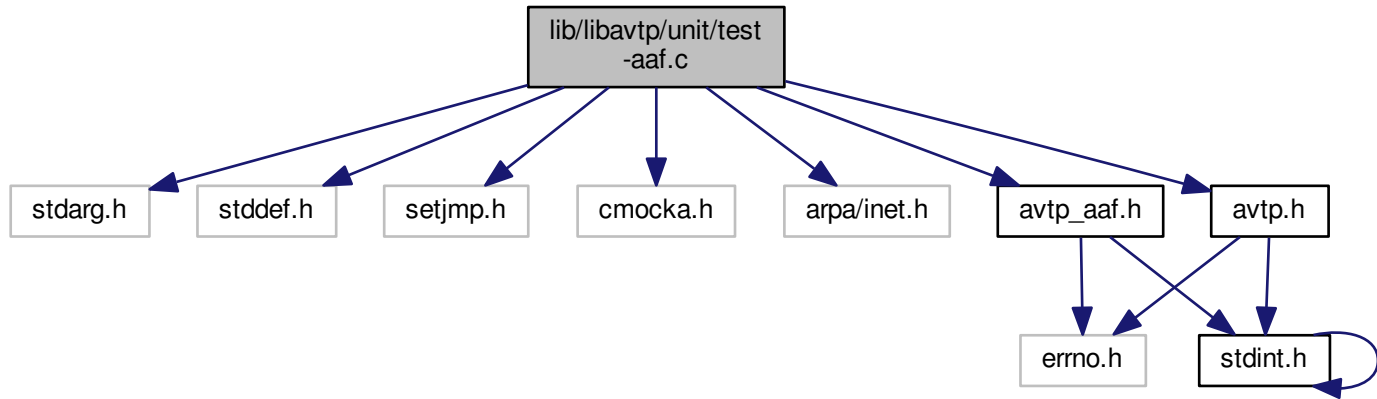 lib/libavtp/unit/test
-aaf.c
stdarg.h
stddef.h
setjmp.h
cmocka.h
arpa/inet.h
avtp_aaf.h
avtp.h
errno.h
stdint.h